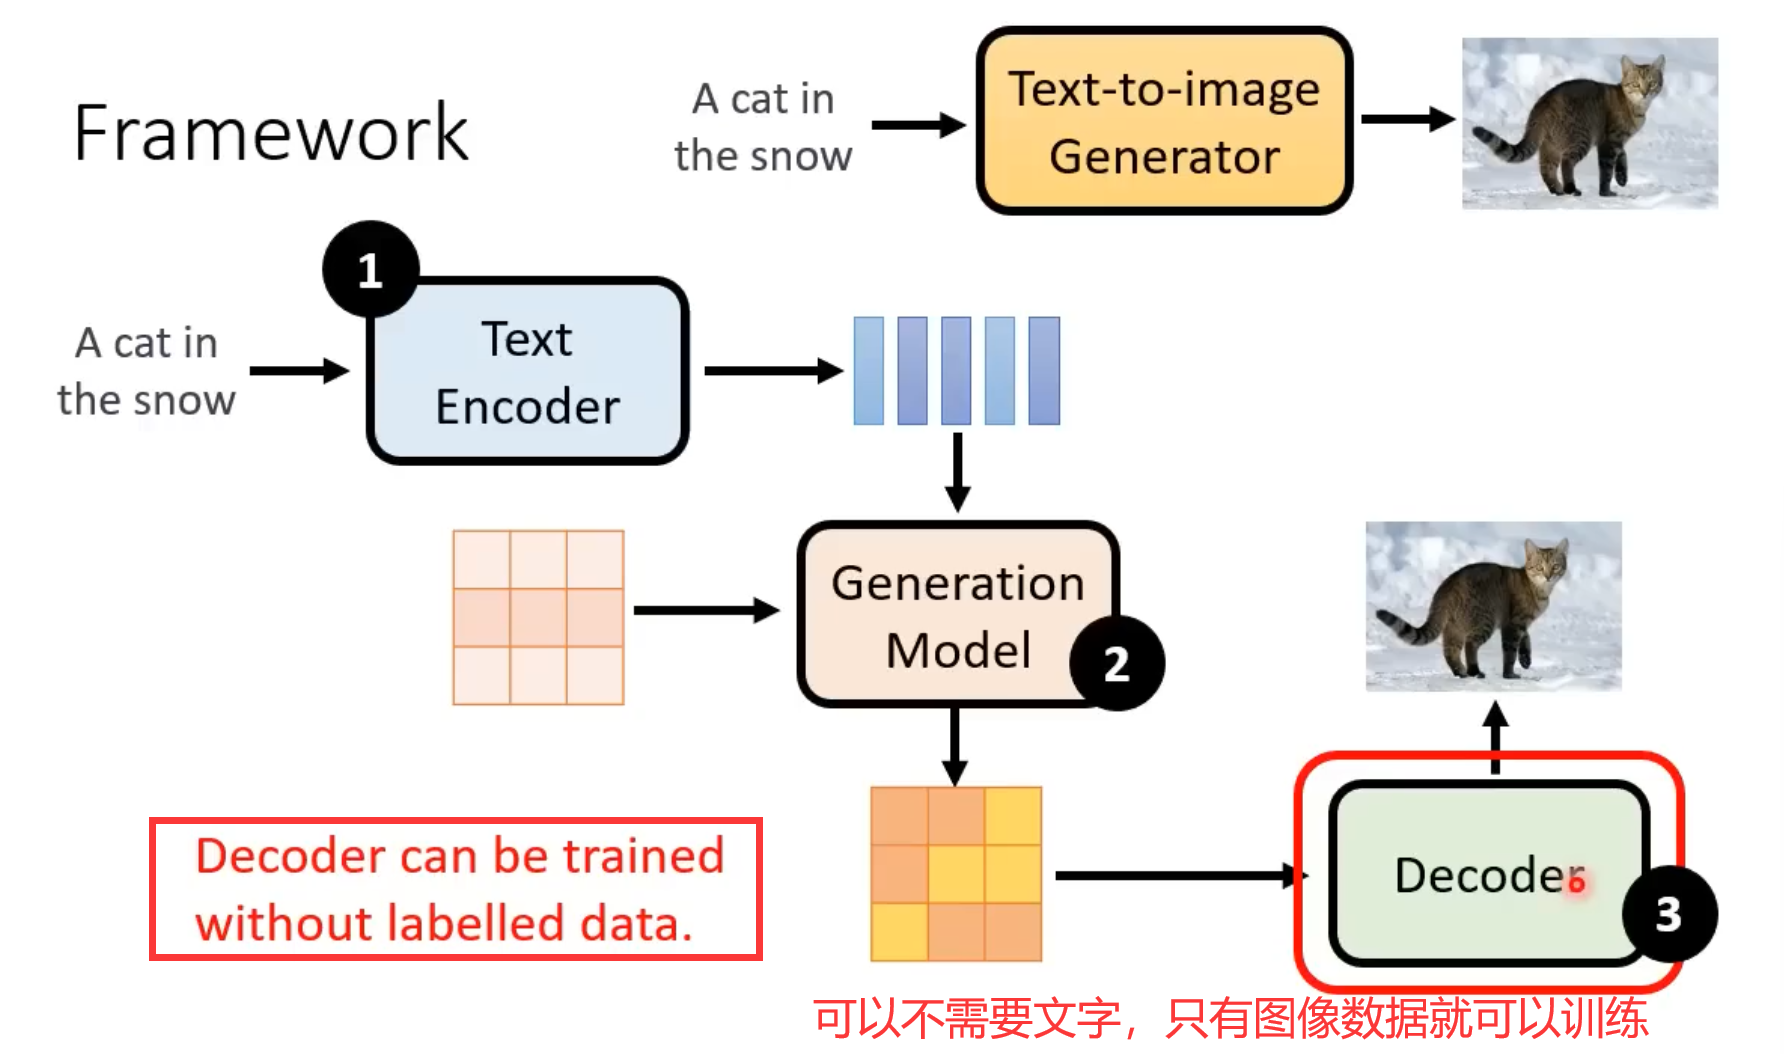 Framework
A cat in
the snow
Text-to-image
Generator
1
A cat in
the snow
Text
Encoder
Generation
Model
2
Decoder can be trained
without labelled data.
Decoder
3
可以不需要文字，只有图像数据就可以训练